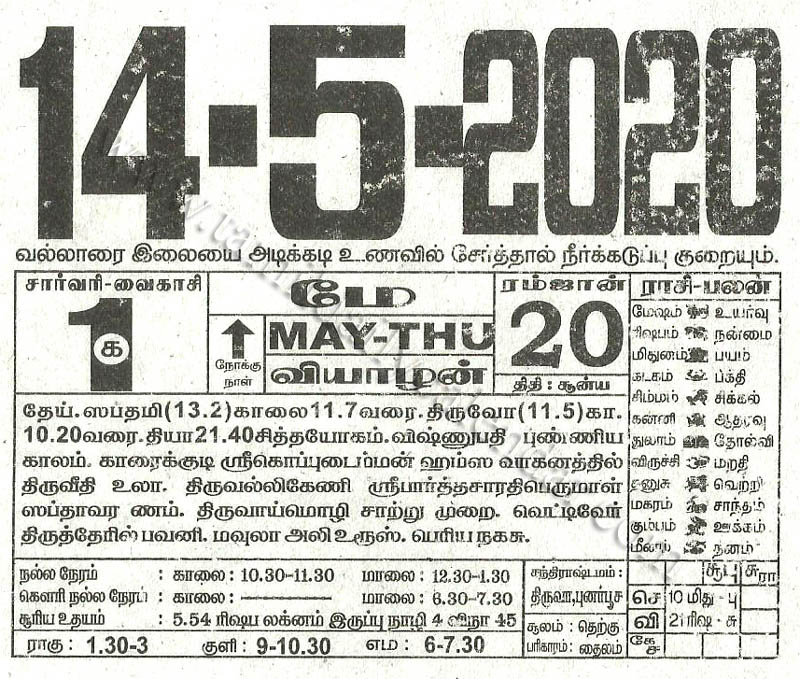 14-5-2020
வல்லாரை இலையை அடிக்கடி உணவில் சேர்த்தால் நீர்க்கடுப்பு குறையும்.
சார்வரி-வைகாசி
1
க
நோக்கு
நாள்
மே
MAY-THU
வியாழன்
ரம்ஜான்
20
திதி : சூன்ய
ராசி-பலன்
மேஷம் உயர்வு
ரிஷபம் நன்மை
மிதுனம் பயம்
கடகம் பக்தி
சிம்மம் சிக்கல்
கன்னி ஆதரவு
துலாம் தோல்வி
விருச்சி மறதி
தனுசு வெற்றி
மகரம் சாந்தம்
கும்பம் ஊக்கம்
மீனம் தனம்
தேய். ஸப்தமி(13.2)காலை11.7வரை. திருவோ(11.5)கா.
10.20வரை. தியா21.40சித்தயோகம். விஷ்ணுபதி புண்ணிய
காலம். காரைக்குடி ஸ்ரீகொப்புடைம்மன் ஹம்ஸ வாகனத்தில்
திருவீதி உலா. திருவல்லிகேணி ஸ்ரீபார்த்தசாரதிபெருமாள்
ஸப்தாவர ணம். திருவாய்மொழி சாற்று முறை. வெட்டிவேர்
திருத்தேரில் பவனி. மவுலா அலி உரூஸ். பெரிய நகசு.
நல்ல நேரம் : காலை: 10.30-11.30 மாலை: 12.30-1.30
கௌரி நல்ல நேரம் : காலை: ———— மாலை: 6.30-7.30
சூரிய உதயம் : 5.54 ரிஷப லக்னம் இருப்பு நாழி 4 வினா 45
ராகு : 1.30-3 குளி : 9-10.30 எம : 6-7.30
சந்திராஷ்டமம் :
திருவா,புனர்பூச
சூலம் : தெற்கு
பரிகாரம் : தைலம்
சூபு சுரா
செ 10 மிது - பு
வி 21 ரிஷ - சு
கே